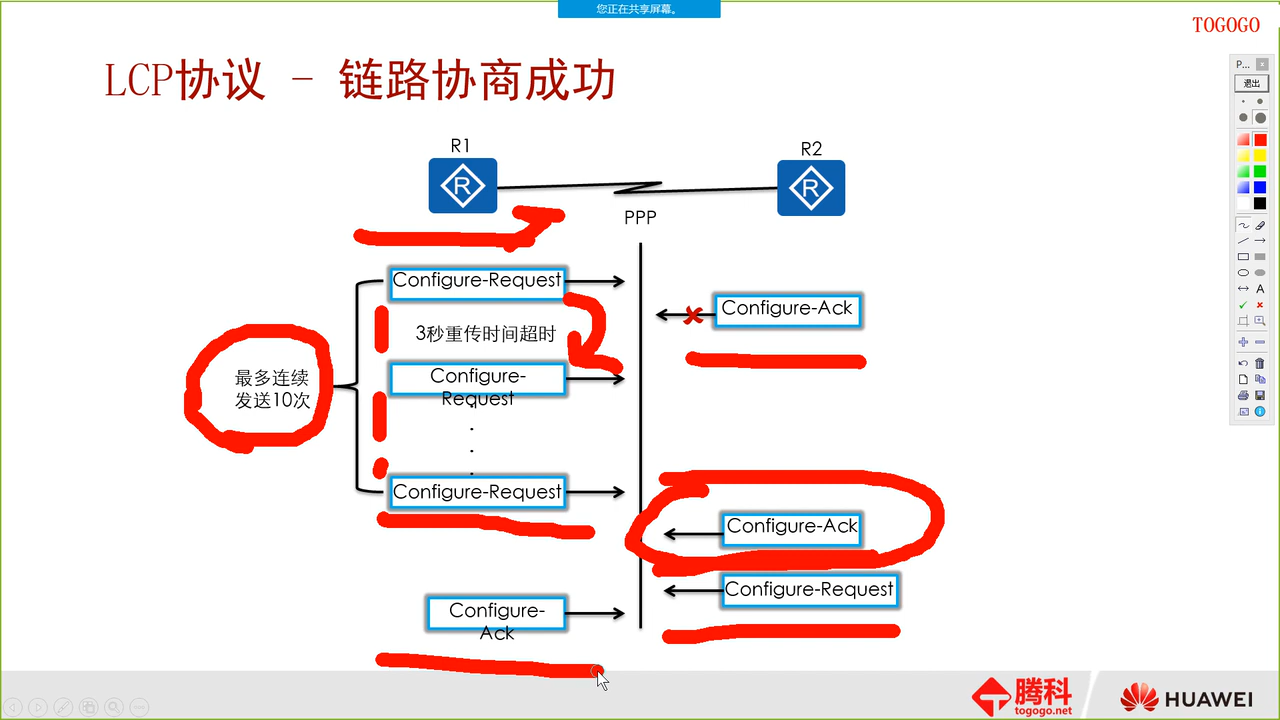 您正在共享屏幕。
TOGOGO
LCP协议 - 链路协商成功
P...
退出
R1
R2
R
R
PPP
Configure-Request
Configure-Ack
3秒重传时间超时
Configure-
Request
最多连续
发送10次
Configure-Request
Configure-Ack
Configure-Request
Configure-
Ack
A
腾科
togogo.net
HUAWEI